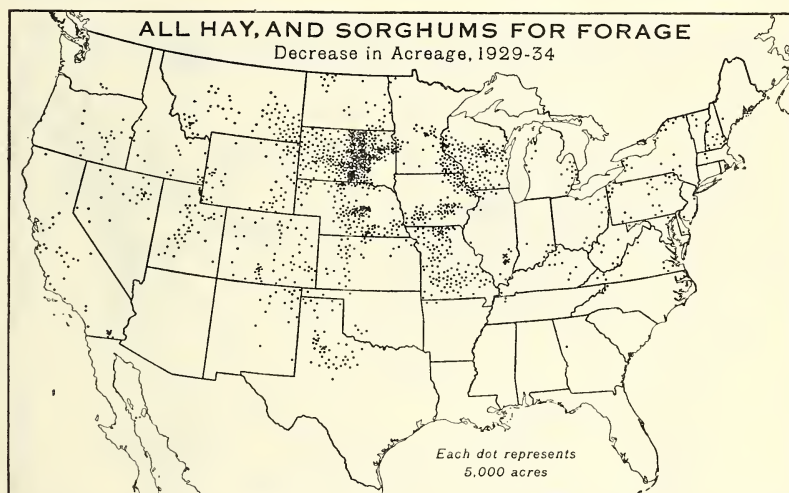 ALL HAY, AND SORGHUMS FOR FORAGE
Decrease in Acreage, 1929-34
Each dot represents
5,000 acres